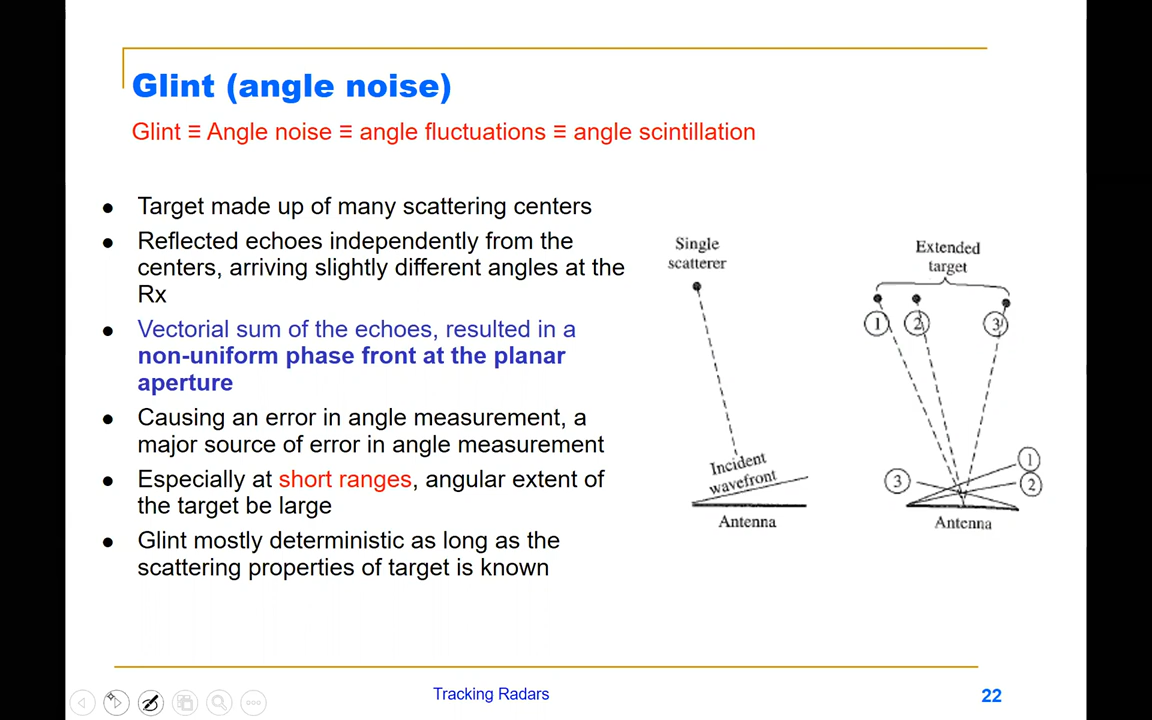 Glint (angle noise)
Glint ≡ Angle noise ≡ angle fluctuations ≡ angle scintillation
● Target made up of many scattering centers
● Reflected echoes independently from the
centers, arriving slightly different angles at the
Rx
● Vectorial sum of the echoes, resulted in a
non-uniform phase front at the planar
aperture
● Causing an error in angle measurement, a
major source of error in angle measurement
● Especially at short ranges, angular extent of
the target be large
● Glint mostly deterministic as long as the
scattering properties of target is known
Single
scatterer
Incident
wavefront
Antenna
Extended
target
1 2 3
1
3 2
Antenna
Tracking Radars
22